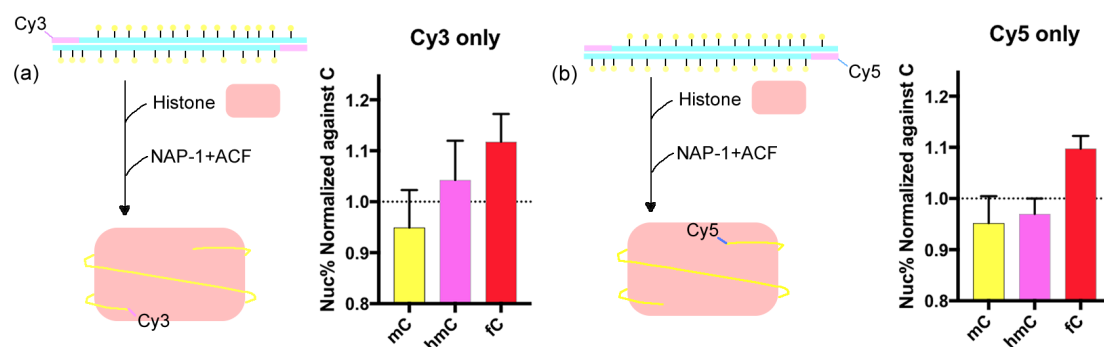 Cy3
(a)
Histone
NAP-1+ACF
Cy3
Cy3 only
Nuc% Normalized against C
1.2
1.1
1.0
0.9
0.8
mC
hmC
fC
(b)
Cy5
Histone
NAP-1+ACF
Cy5
Cy5 only
Nuc% Normalized against C
1.2
1.1
1.0
0.9
0.8
mC
hmC
fC